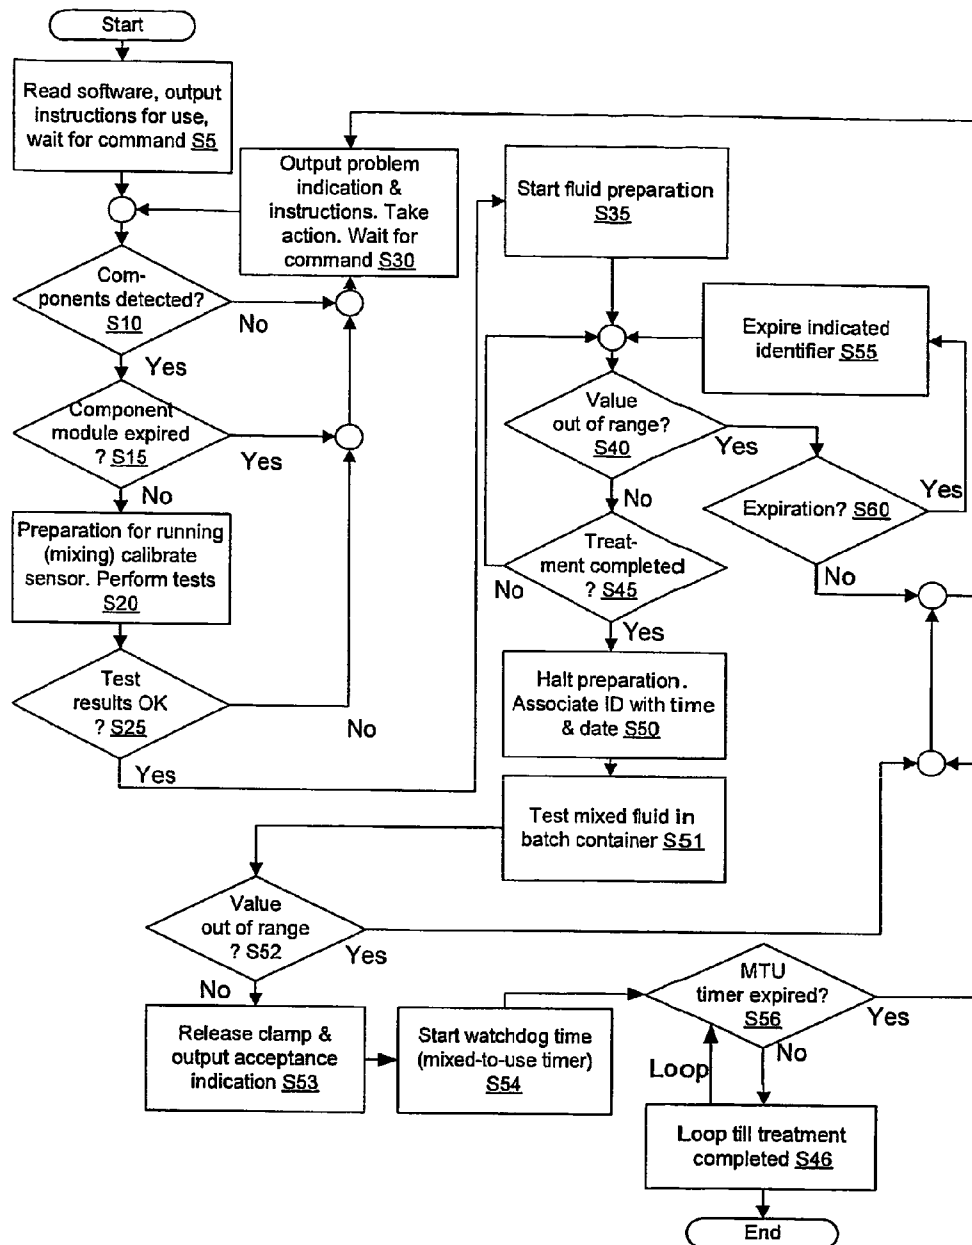 Start
Read software, output
instructions for use,
wait for command S5
Output problem
indication &
instructions. Take
action. Wait for
command S30
Com-
ponents detected?
S10
No
Yes
Component
module expired
? S15
Yes
No
Preparation for running
(mixing) calibrate
sensor. Perform tests
S20
Test
results OK
? S25
No
Yes
Start fluid preparation
S35
Expire indicated
identifier S55
Value
out of range?
S40
Yes
No
Expiration? S60
Yes
No
Treat-
ment completed
? S45
No
Yes
Halt preparation.
Associate ID with time
& date S50
Test mixed fluid in
batch container S51
Value
out of range
? S52
Yes
No
Release clamp &
output acceptance
indication S53
Start watchdog time
(mixed-to-use timer)
S54
MTU
timer expired?
S56
Yes
No
Loop
Loop till treatment
completed S46
End